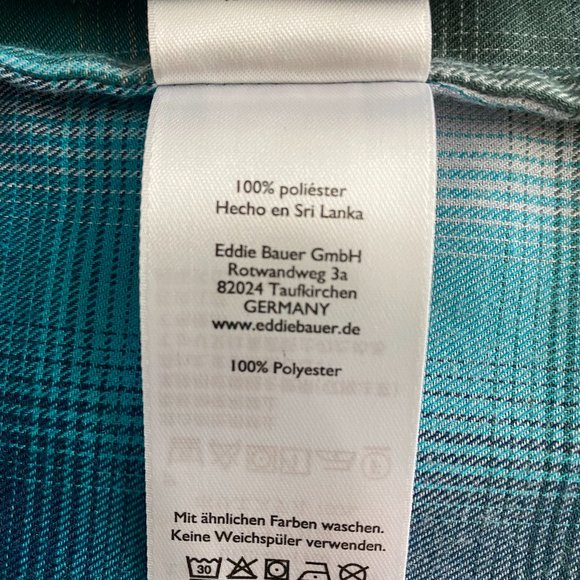 100% poliéster
Hecho en Sri Lanka
Eddie Bauer GmbH
Rotwandweg 3a
82024 Taufkirchen
GERMANY
www.eddiebauer.de
100% Polyester
Mit ähnlichen Farben waschen.
Keine Weichspüler verwenden.
30